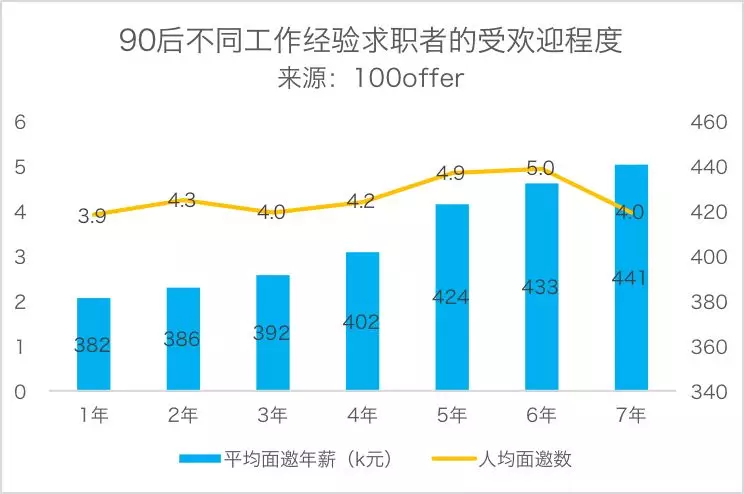 90后不同工作经验求职者的受欢迎程度
来源：100offer
6 460
5 440
4 420
3 400
2 380
1 360
0 340
3.9 4.3 4.0 4.2 4.9 5.0 4.0
382 386 392 402 424 433 441
1年 2年 3年 4年 5年 6年 7年
平均面邀年薪（k元） 人均面邀数